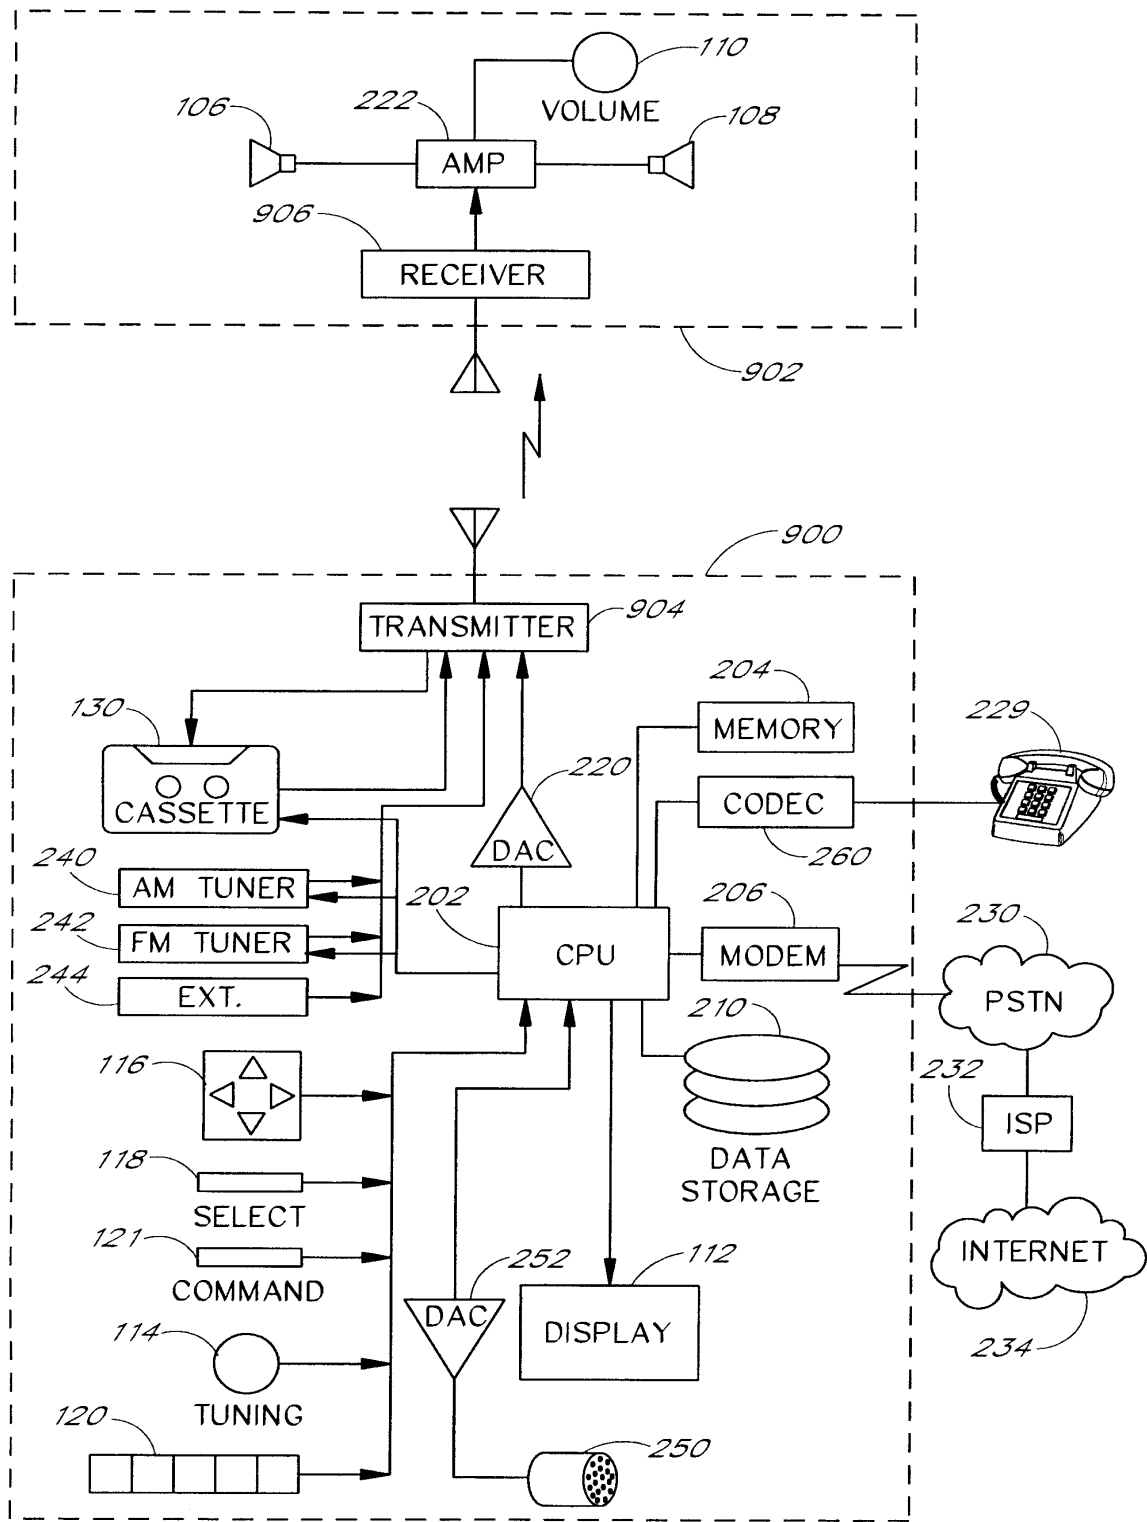 110
VOLUME
106
222
108
AMP
906
RECEIVER
902
900
904
TRANSMITTER
204
MEMORY
130
CASSETTE
220
DAC
229
CODEC
260
240
AM TUNER
202
CPU
206
MODEM
230
PSTN
242
FM TUNER
244
EXT.
210
DATA
STORAGE
116
232
ISP
118
SELECT
121
COMMAND
252
DAC
112
DISPLAY
INTERNET
234
114
TUNING
120
250